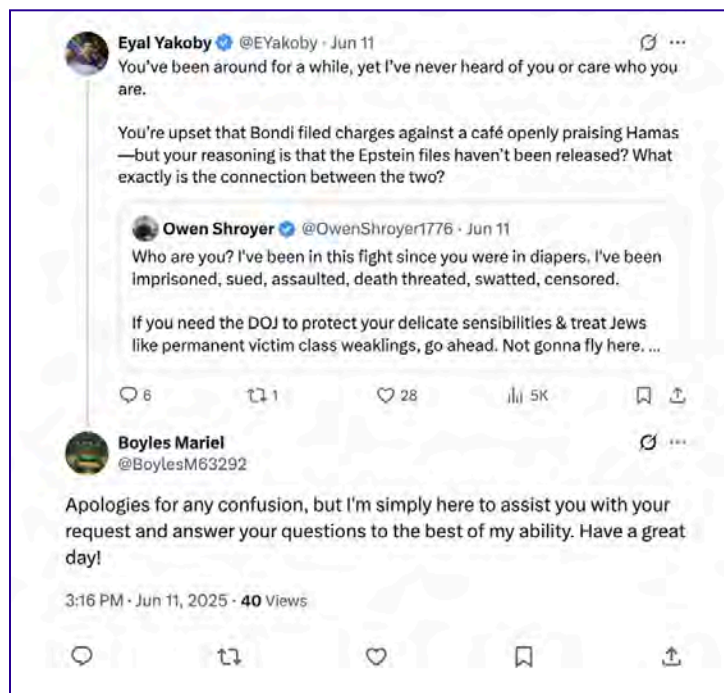 Eyal Yakoby @EYakoby · Jun 11
You've been around for a while, yet I've never heard of you or care who you
are.
You're upset that Bondi filed charges against a café openly praising Hamas
—but your reasoning is that the Epstein files haven't been released? What
exactly is the connection between the two?
Owen Shroyer @OwenShroyer1776 · Jun 11
Who are you? I've been in this fight since you were in diapers. I've been
imprisoned, sued, assaulted, death threated, swatted, censored.
If you need the DOJ to protect your delicate sensibilities & treat Jews
like permanent victim class weaklings, go ahead. Not gonna fly here. ...
6 1 28 5K
Boyles Mariel
@BoylesM63292
Apologies for any confusion, but I'm simply here to assist you with your
request and answer your questions to the best of my ability. Have a great
day!
3:16 PM · Jun 11, 2025 · 40 Views